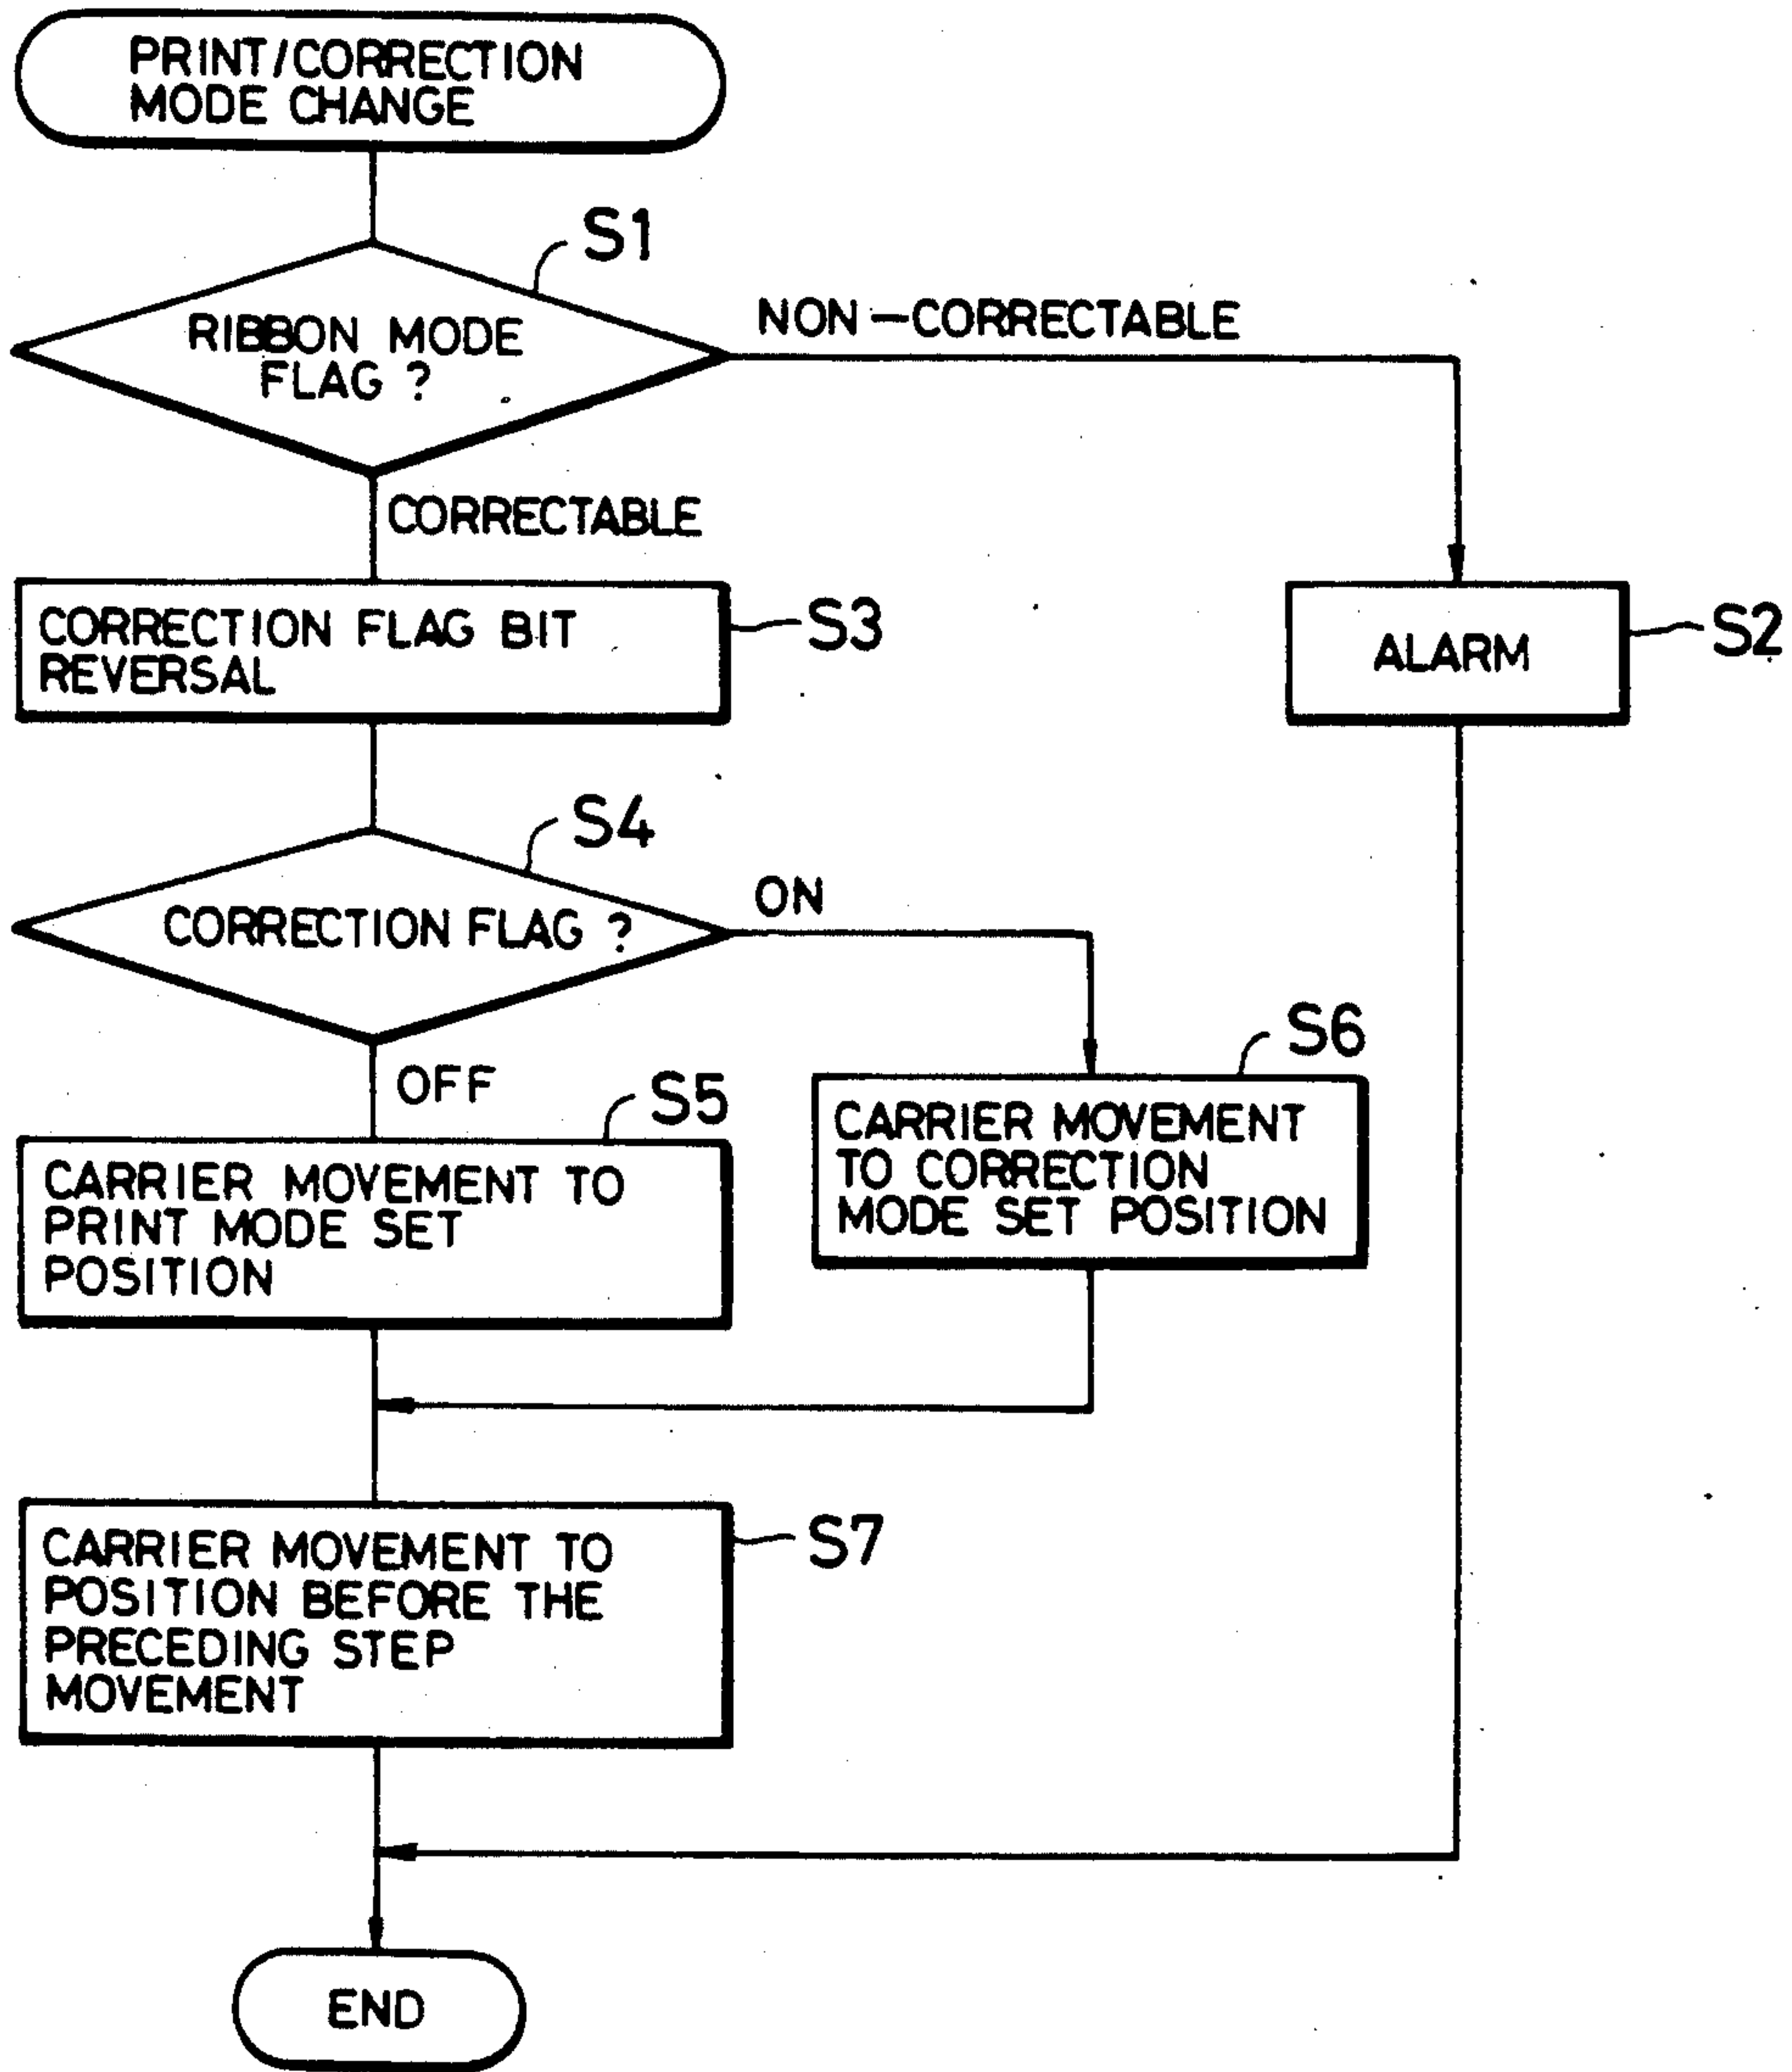 PRINT/CORRECTION
MODE CHANGE
S1
RIBBON MODE
FLAG ?
NON-CORRECTABLE
CORRECTABLE
CORRECTION FLAG BIT
REVERSAL
S3
ALARM
S2
S4
CORRECTION FLAG ?
ON
OFF
S5
CARRIER MOVEMENT TO
PRINT MODE SET
POSITION
S6
CARRIER MOVEMENT
TO CORRECTION
MODE SET POSITION
CARRIER MOVEMENT TO
POSITION BEFORE THE
PRECEDING STEP
MOVEMENT
S7
END